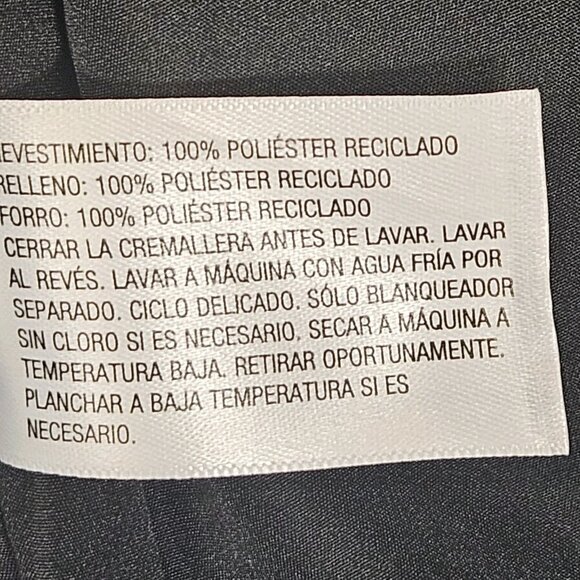 REVESTIMIENTO: 100% POLIÉSTER RECICLADO
RELLENO: 100% POLIÉSTER RECICLADO
FORRO: 100% POLIÉSTER RECICLADO
CERRAR LA CREMALLERA ANTES DE LAVAR. LAVAR
AL REVÉS. LAVAR A MÁQUINA CON AGUA FRÍA POR
SEPARADO. CICLO DELICADO. SÓLO BLANQUEADOR
SIN CLORO SI ES NECESARIO. SECAR A MÁQUINA A
TEMPERATURA BAJA. RETIRAR OPORTUNAMENTE.
PLANCHAR A BAJA TEMPERATURA SI ES
NECESARIO.